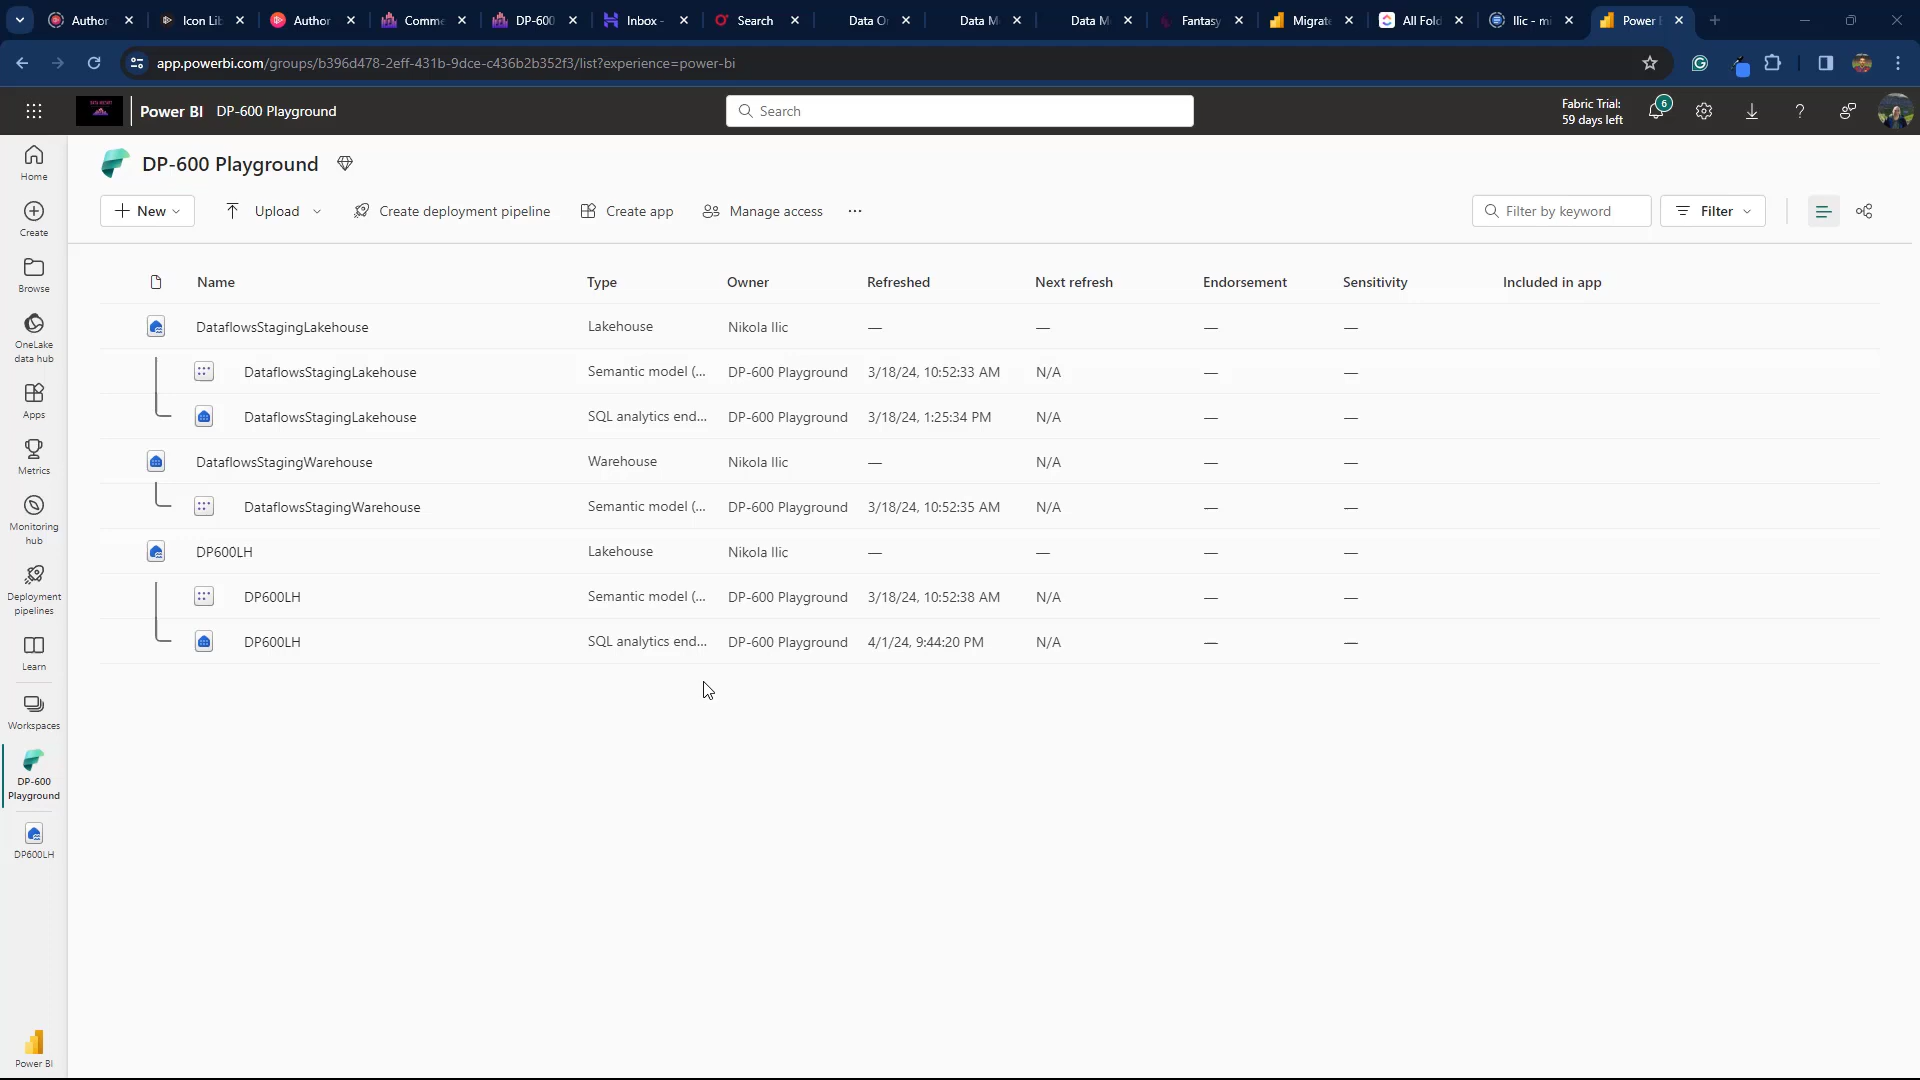 Author
Icon Lib
Author
Comme
DP-600
Inbox -
Search
Data Or
Data M
Data M
Fantasy
Migrate
All Fold
Ilic - mi
Power
app.powerbi.com/groups/b396d478-2eff-431b-9dce-c436b2b352f3/list?experience=power-bi
Power BI DP-600 Playground
Search
Fabric Trial:
59 days left
6
Home
Create
Browse
OneLake
data hub
Apps
Metrics
Monitoring
hub
Deployment
pipelines
Learn
Workspaces
DP-600
Playground
DP600LH
Power BI
DP-600 Playground
New Upload Create deployment pipeline Create app Manage access Filter by keyword Filter
Name Type Owner Refreshed Next refresh Endorsement Sensitivity Included in app
DataflowsStagingLakehouse Lakehouse Nikola Ilic — — — —
DataflowsStagingLakehouse Semantic model (... DP-600 Playground 3/18/24, 10:52:33 AM N/A — —
DataflowsStagingLakehouse SQL analytics end... DP-600 Playground 3/18/24, 1:25:34 PM N/A — —
DataflowsStagingWarehouse Warehouse Nikola Ilic — N/A — —
DataflowsStagingWarehouse Semantic model (... DP-600 Playground 3/18/24, 10:52:35 AM N/A — —
DP600LH Lakehouse Nikola Ilic — — — —
DP600LH Semantic model (... DP-600 Playground 3/18/24, 10:52:38 AM N/A — —
DP600LH SQL analytics end... DP-600 Playground 4/1/24, 9:44:20 PM N/A — —